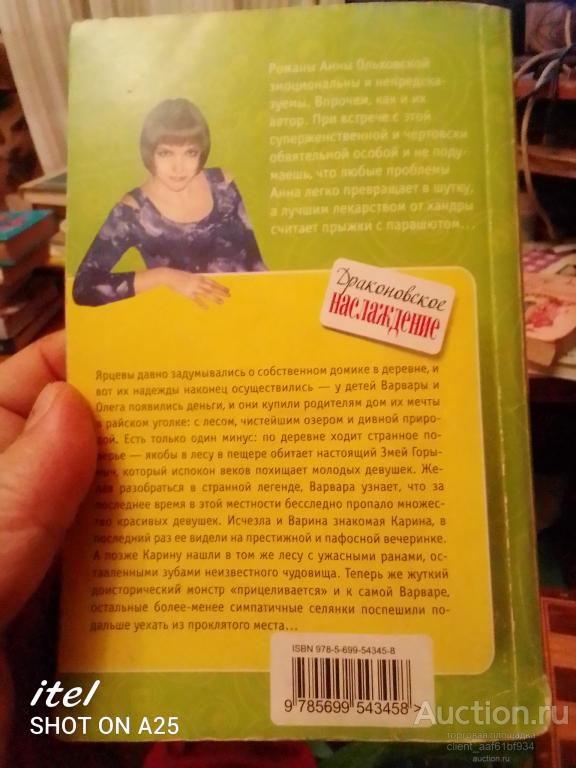 Романы Анны Ольховской
эмоциональны и непредска-
зуемы. Впрочем, как и их
автор. При встрече с этой
суперженственной и чертовски
обаятельной особой и не поду-
маешь, что любые проблемы
Анна легко превращает в шутку,
а лучшим лекарством от хандры
считает прыжки с парашютом...
Драконовское
наслаждение
Ярцевы давно задумывались о собственном домике в деревне, и
вот их надежды наконец осуществились — у детей Варвары и
Олега появились деньги, и они купили родителям дом их мечты
в райском уголке: с лесом, чистейшим озером и дивной приро-
дой. Есть только один минус: по деревне ходит странное по-
верье — якобы в лесу в пещере обитает настоящий Змей Горы-
ныч, который испокон веков похищает молодых девушек. Же-
лая разобраться в странной легенде, Варвара узнает, что за
последнее время в этой местности бесследно пропало множес-
тво красивых девушек. Исчезла и Варина знакомая Карина, в
последний раз ее видели на престижной и пафосной вечеринке.
А позже Карину нашли в том же лесу с ужасными ранами, ос-
тавленными зубами неизвестного чудовища. Теперь же жуткий
доисторический монстр «прицеливается» и к самой Варваре,
остальные более-менее симпатичные селянки поспешили по-
дальше уехать из проклятого места...
ISBN 978-5-699-54345-8
9 785699 543458 >
itel
SHOT ON A25
Auction.ru
торговая площадка
client_aaf61bf934
auction.ru